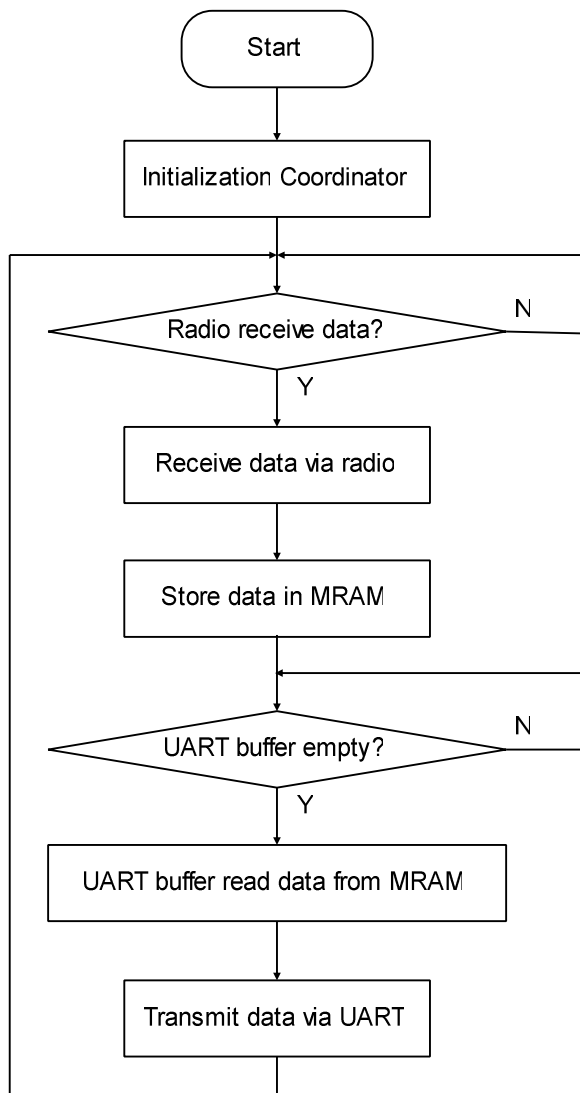 Start
Initialization Coordinator
Radio receive data?
N
Y
Receive data via radio
Store data in MRAM
UART buffer empty?
N
Y
UART buffer read data from MRAM
Transmit data via UART